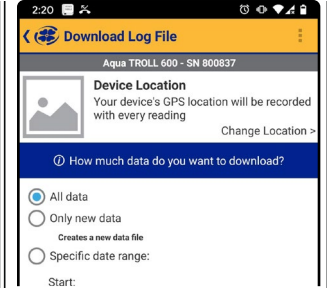 2:20
Download Log File
Aqua TROLL 600 - SN 800837
Device Location
Your device's GPS location will be recorded
with every reading
Change Location >
How much data do you want to download?
All data
Only new data
Creates a new data file
Specific date range:
Start: